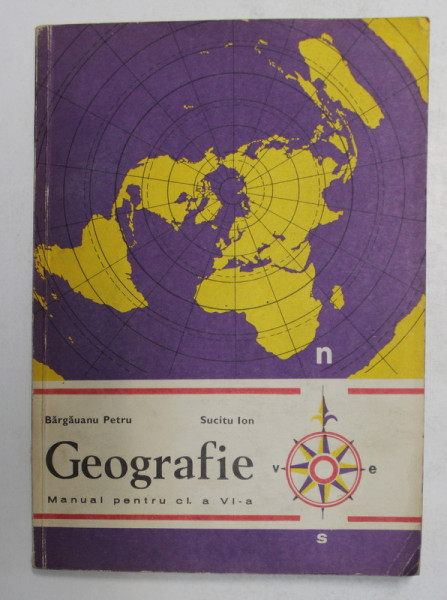 n
Bărgăuanu Petru Sucitu Ion
Geografie
v e
Manual pentru cl. a VI-a
s